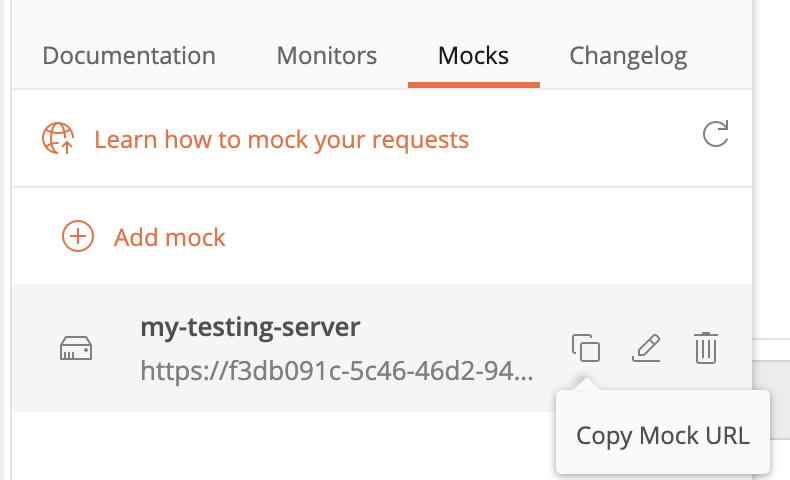 Documentation Monitors Mocks Changelog
Learn how to mock your requests
Add mock
my-testing-server
https://f3db091c-5c46-46d2-94...
Copy Mock URL